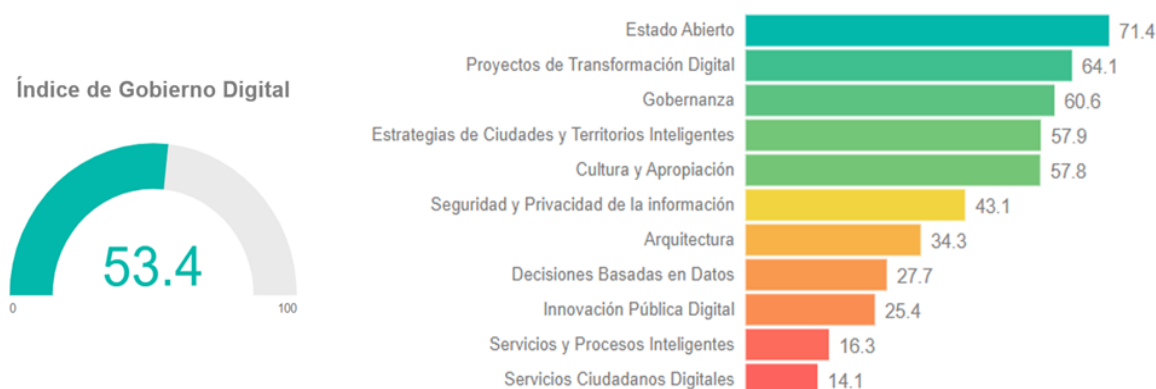 Índice de Gobierno Digital
53.4
0
100
Estado Abierto 71.4
Proyectos de Transformación Digital 64.1
Gobernanza 60.6
Estrategias de Ciudades y Territorios Inteligentes 57.9
Cultura y Apropiación 57.8
Seguridad y Privacidad de la información 43.1
Arquitectura 34.3
Decisiones Basadas en Datos 27.7
Innovación Pública Digital 25.4
Servicios y Procesos Inteligentes 16.3
Servicios Ciudadanos Digitales 14.1